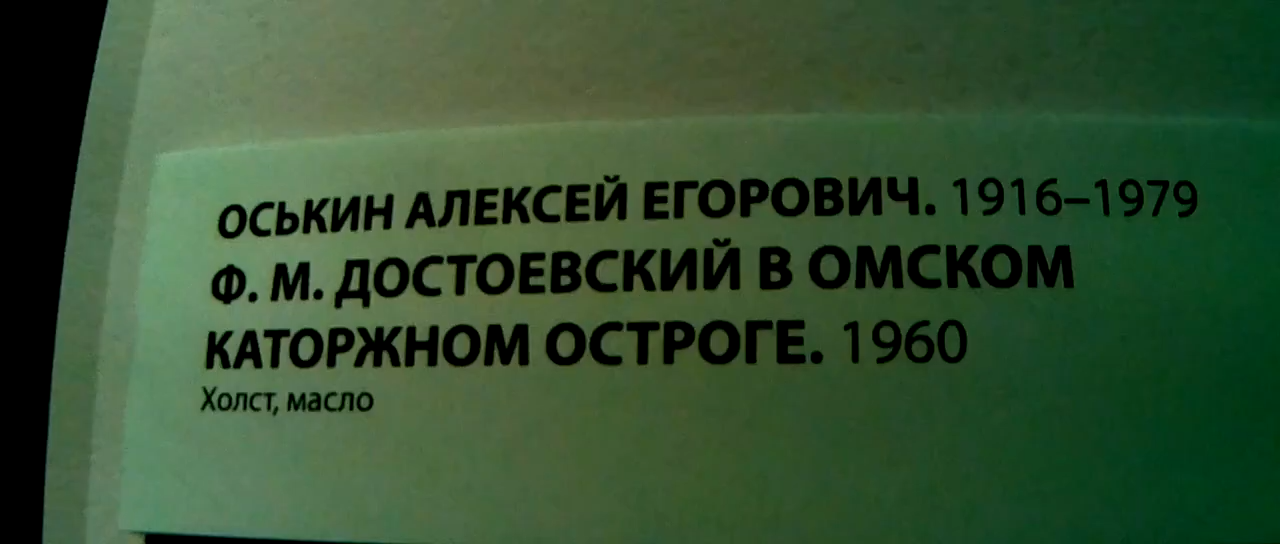 ОСЬКИН АЛЕКСЕЙ ЕГОРОВИЧ. 1916–1979
Ф. М. ДОСТОЕВСКИЙ В ОМСКОМ
КАТОРЖНОМ ОСТРОГЕ. 1960
Холст, масло